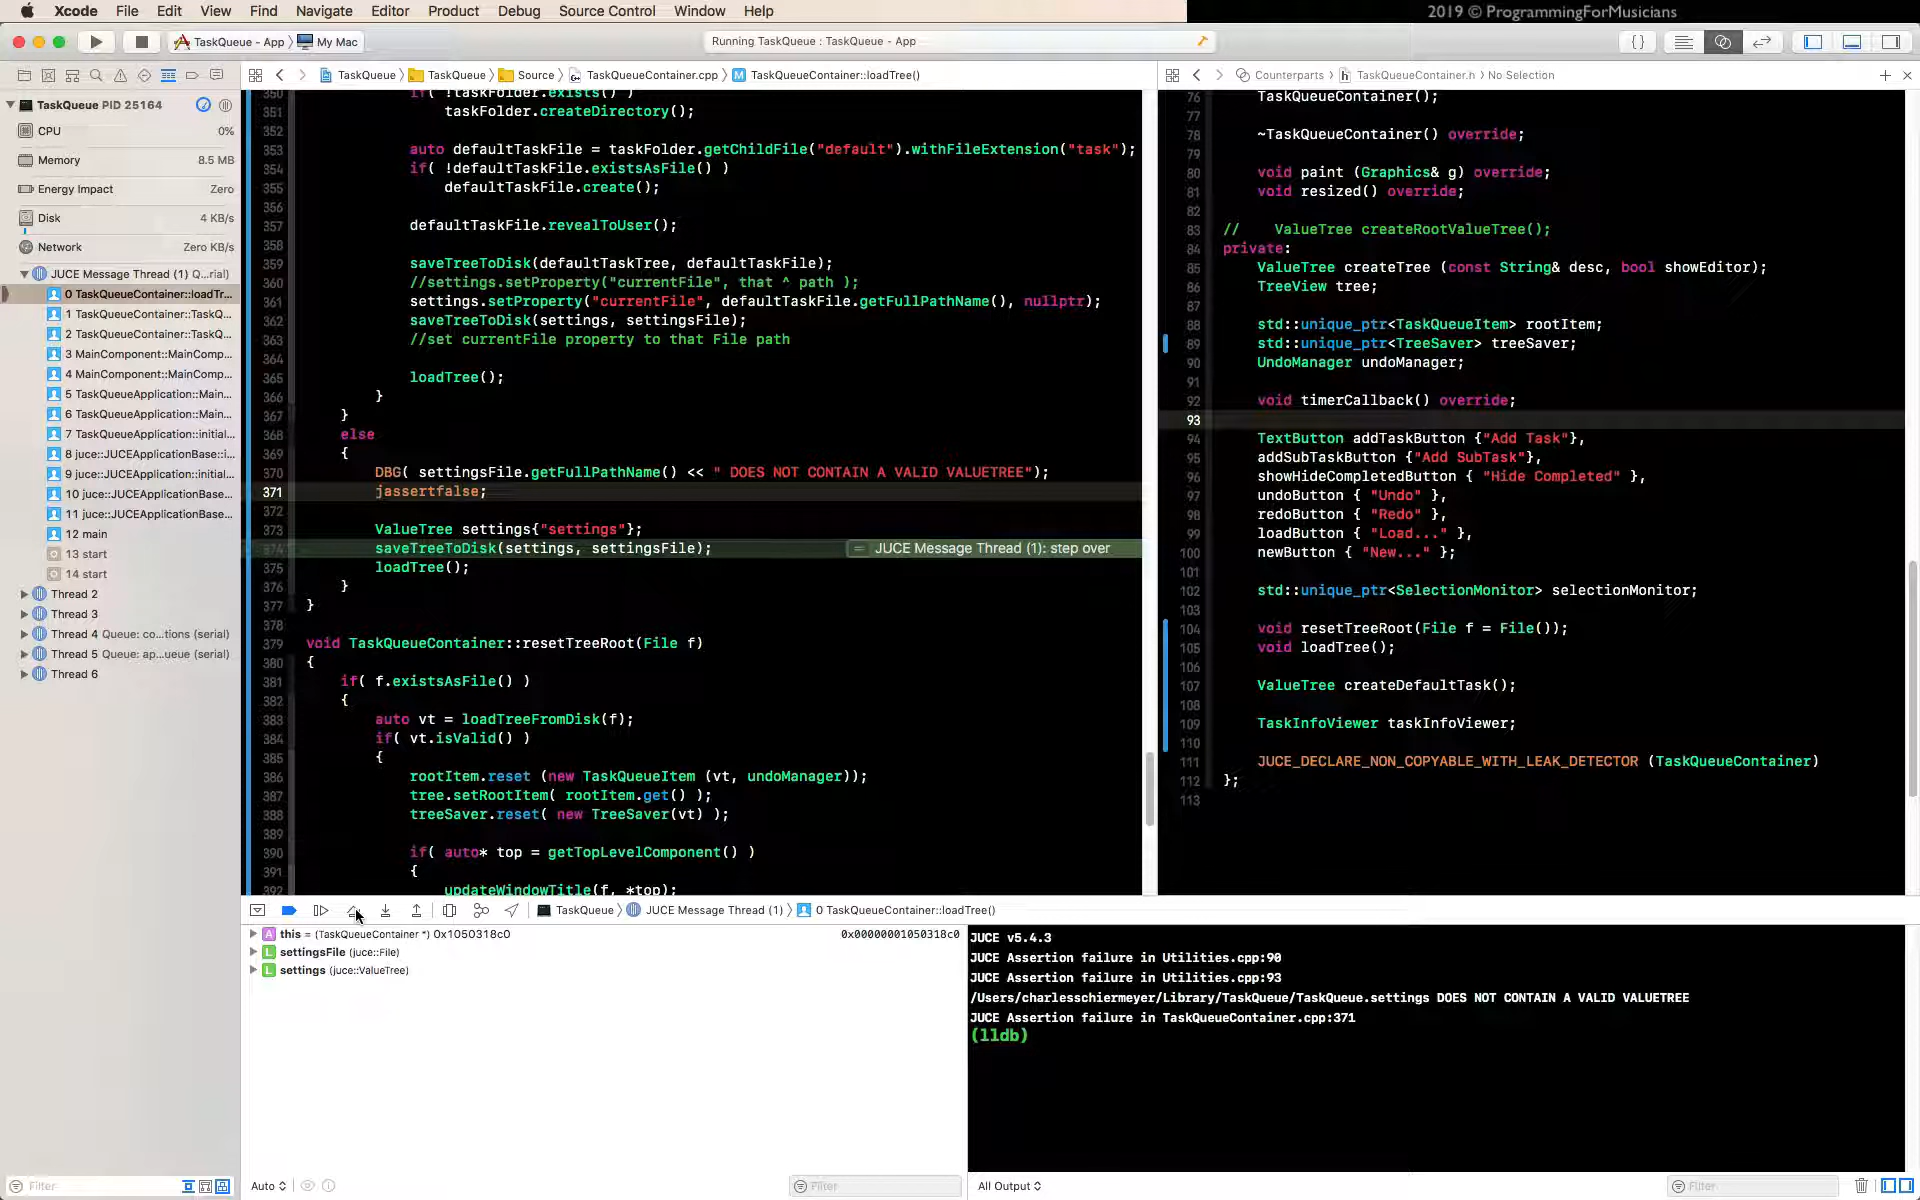 Xcode File Edit View Find Navigate Editor Product Debug Source Control Window Help
2019 © ProgrammingForMusicians
TaskQueue - App My Mac
Running TaskQueue : TaskQueue - App
TaskQueue TaskQueue Source TaskQueueContainer.cpp TaskQueueContainer::loadTree()
Counterparts TaskQueueContainer.h No Selection
TaskQueue PID 25164
CPU 0%
Memory 8.5 MB
Energy Impact Zero
Disk 4 KB/s
Network Zero KB/s
JUCE Message Thread (1) Q...rial)
0 TaskQueueContainer::loadTr...
1 TaskQueueContainer::TaskQ...
2 TaskQueueContainer::TaskQ...
3 MainComponent::MainComp...
4 MainComponent::MainComp...
5 TaskQueueApplication::Main...
6 TaskQueueApplication::Main...
7 TaskQueueApplication::initial...
8 juce::JUCEApplicationBase::i...
9 juce::JUCEApplication::initial...
10 juce::JUCEApplicationBase...
11 juce::JUCEApplicationBase...
12 main
13 start
14 start
Thread 2
Thread 3
Thread 4 Queue: co...tions (serial)
Thread 5 Queue: ap...ueue (serial)
Thread 6
Filter
350 if( !taskFolder.exists() )
351 taskFolder.createDirectory();
352
353 auto defaultTaskFile = taskFolder.getChildFile("default").withFileExtension("task");
354 if( !defaultTaskFile.existsAsFile() )
355 defaultTaskFile.create();
356
357 defaultTaskFile.revealToUser();
358
359 saveTreeToDisk(defaultTaskTree, defaultTaskFile);
360 //settings.setProperty("currentFile", that ^ path );
361 settings.setProperty("currentFile", defaultTaskFile.getFullPathName(), nullptr);
362 saveTreeToDisk(settings, settingsFile);
363 //set currentFile property to that File path
364
365 loadTree();
366 }
367 }
368 else
369 {
370 DBG( settingsFile.getFullPathName() << " DOES NOT CONTAIN A VALID VALUETREE");
371 jassertfalse;
372
373 ValueTree settings{"settings"};
374 saveTreeToDisk(settings, settingsFile); = JUCE Message Thread (1): step over
375 loadTree();
376 }
377 }
378
379 void TaskQueueContainer::resetTreeRoot(File f)
380 {
381 if( f.existsAsFile() )
382 {
383 auto vt = loadTreeFromDisk(f);
384 if( vt.isValid() )
385 {
386 rootItem.reset (new TaskQueueItem (vt, undoManager));
387 tree.setRootItem( rootItem.get() );
388 treeSaver.reset( new TreeSaver(vt) );
389
390 if( auto* top = getTopLevelComponent() )
391 {
392 updateWindowTitle(f, *top);
76 TaskQueueContainer();
77
78 ~TaskQueueContainer() override;
79
80 void paint (Graphics& g) override;
81 void resized() override;
82
83 // ValueTree createRootValueTree();
84 private:
85 ValueTree createTree (const String& desc, bool showEditor);
86 TreeView tree;
87
88 std::unique_ptr<TaskQueueItem> rootItem;
89 std::unique_ptr<TreeSaver> treeSaver;
90 UndoManager undoManager;
91
92 void timerCallback() override;
93
94 TextButton addTaskButton {"Add Task"},
95 addSubTaskButton {"Add SubTask"},
96 showHideCompletedButton { "Hide Completed" },
97 undoButton { "Undo" },
98 redoButton { "Redo" },
99 loadButton { "Load..." },
100 newButton { "New..." };
101
102 std::unique_ptr<SelectionMonitor> selectionMonitor;
103
104 void resetTreeRoot(File f = File());
105 void loadTree();
106
107 ValueTree createDefaultTask();
108
109 TaskInfoViewer taskInfoViewer;
110
111 JUCE_DECLARE_NON_COPYABLE_WITH_LEAK_DETECTOR (TaskQueueContainer)
112 };
113
TaskQueue JUCE Message Thread (1) 0 TaskQueueContainer::loadTree()
A this = (TaskQueueContainer *) 0x1050318c0 0x00000001050318c0
L settingsFile (juce::File)
L settings (juce::ValueTree)
Auto Filter
JUCE v5.4.3
JUCE Assertion failure in Utilities.cpp:90
JUCE Assertion failure in Utilities.cpp:93
/Users/charlesschiermeyer/Library/TaskQueue/TaskQueue.settings DOES NOT CONTAIN A VALID VALUETREE
JUCE Assertion failure in TaskQueueContainer.cpp:371
(lldb)
All Output Filter